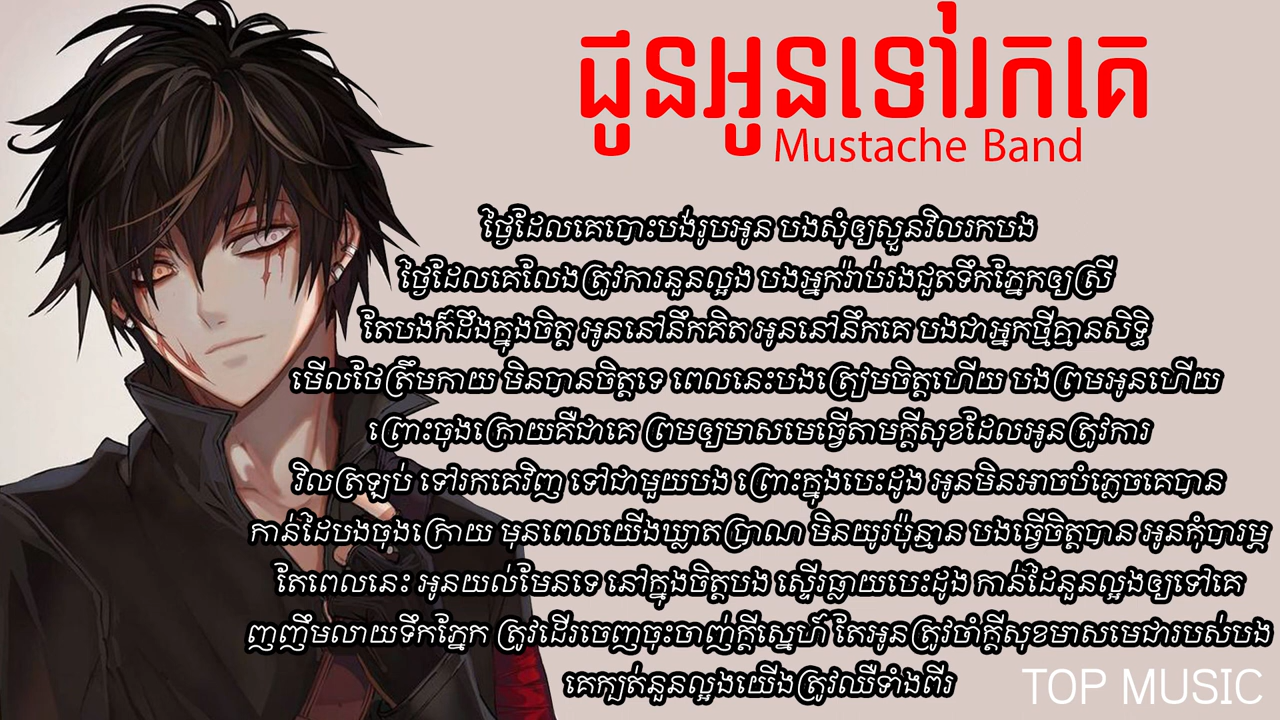 ជូនអូនទៅរកគេ
Mustache Band
ថ្ងៃដែលគេបោះបង់រូបអូន បងសុំឲ្យស្ងួនវិលរកបង
ថ្ងៃដែលគេលែងត្រូវការនួនល្អង បងអ្នករ៉ាប់រងជួតទឹកភ្នែកឲ្យស្រី
តែបងក៏ដឹងក្នុងចិត្ត អូននៅនឹកគិត អូននៅនឹកគេ បងជាអ្នកថ្មីគ្មានសិទ្ធិ
មើលថែត្រឹមកាយ មិនបានចិត្តទេ ពេលនេះបងត្រៀមចិត្តហើយ បងព្រមអូនហើយ
ព្រោះចុងក្រោយគឺជាគេ ព្រមឲ្យមាសមេធ្វើតាមក្ដីសុខដែលអូនត្រូវការ
វិលត្រឡប់ ទៅរកគេវិញ ទៅជាមួយបង ព្រោះក្នុងបេះដូង អូនមិនអាចបំភ្លេចគេបាន
កាន់ដៃបងចុងក្រោយ មុនពេលយើងឃ្លាតប្រាណ មិនយូរប៉ុន្មាន បងធ្វើចិត្តបាន អូនកុំបារម្ភ
តែពេលនេះ អូនយល់មែនទេ នៅក្នុងចិត្តបង ស្ទើរធ្លាយបេះដូង កាន់ដៃនួនល្អងឲ្យទៅគេ
ញញឹមលាយទឹកភ្នែក ត្រូវដើរចេញចុះចាញ់ក្ដីស្នេហ៍ តែអូនត្រូវចាំក្ដីសុខមាសមេជារបស់បង
គេក្បត់នួនល្អងយើងត្រូវឈឺទាំងពីរ
TOP MUSIC